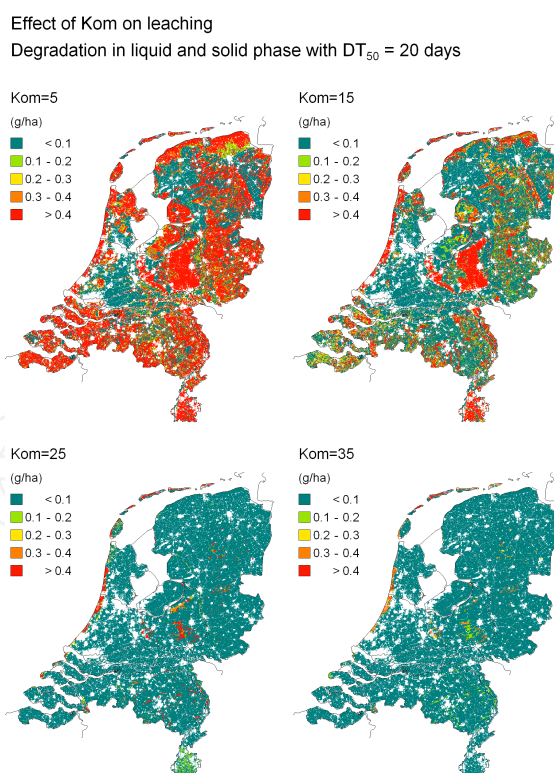 Effect of Kom on leaching
Degradation in liquid and solid phase with DT50 = 20 days
Kom=5
(g/ha)
< 0.1
0.1 - 0.2
0.2 - 0.3
0.3 - 0.4
> 0.4
Kom=15
(g/ha)
< 0.1
0.1 - 0.2
0.2 - 0.3
0.3 - 0.4
> 0.4
Kom=25
(g/ha)
< 0.1
0.1 - 0.2
0.2 - 0.3
0.3 - 0.4
> 0.4
Kom=35
(g/ha)
< 0.1
0.1 - 0.2
0.2 - 0.3
0.3 - 0.4
> 0.4